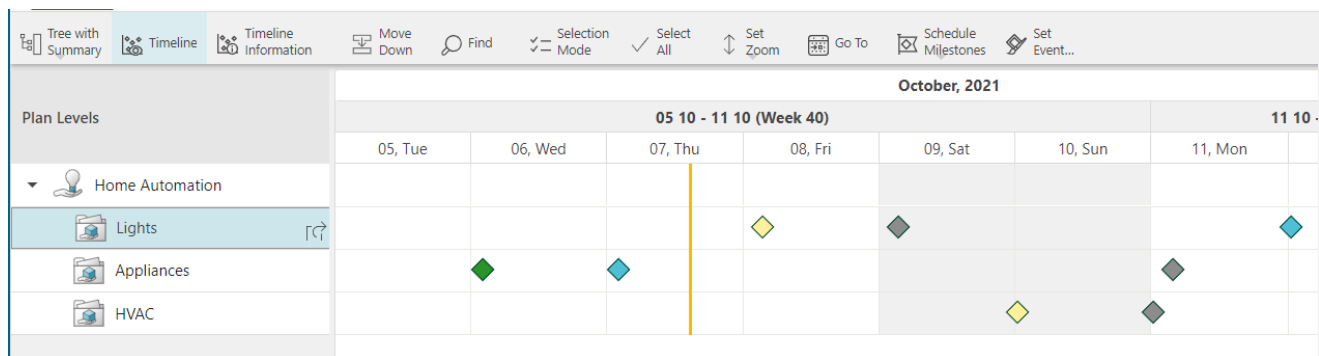 Tree with
Summary
Timeline
Timeline
Information
Move
Down
Find
Selection
Mode
Select
All
Set
Zoom
Go To
Schedule
Milestones
Set
Event...
Plan Levels
October, 2021
05 10 - 11 10 (Week 40)
11 10 -
05, Tue
06, Wed
07, Thu
08, Fri
09, Sat
10, Sun
11, Mon
Home Automation
Lights
Appliances
HVAC